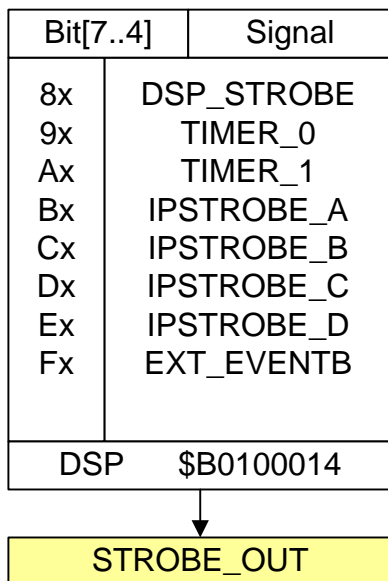 Bit[7..4] Signal
8x DSP_STROBE
9x TIMER_0
Ax TIMER_1
Bx IPSTROBE_A
Cx IPSTROBE_B
Dx IPSTROBE_C
Ex IPSTROBE_D
Fx EXT_EVENTB
DSP $B0100014
STROBE_OUT